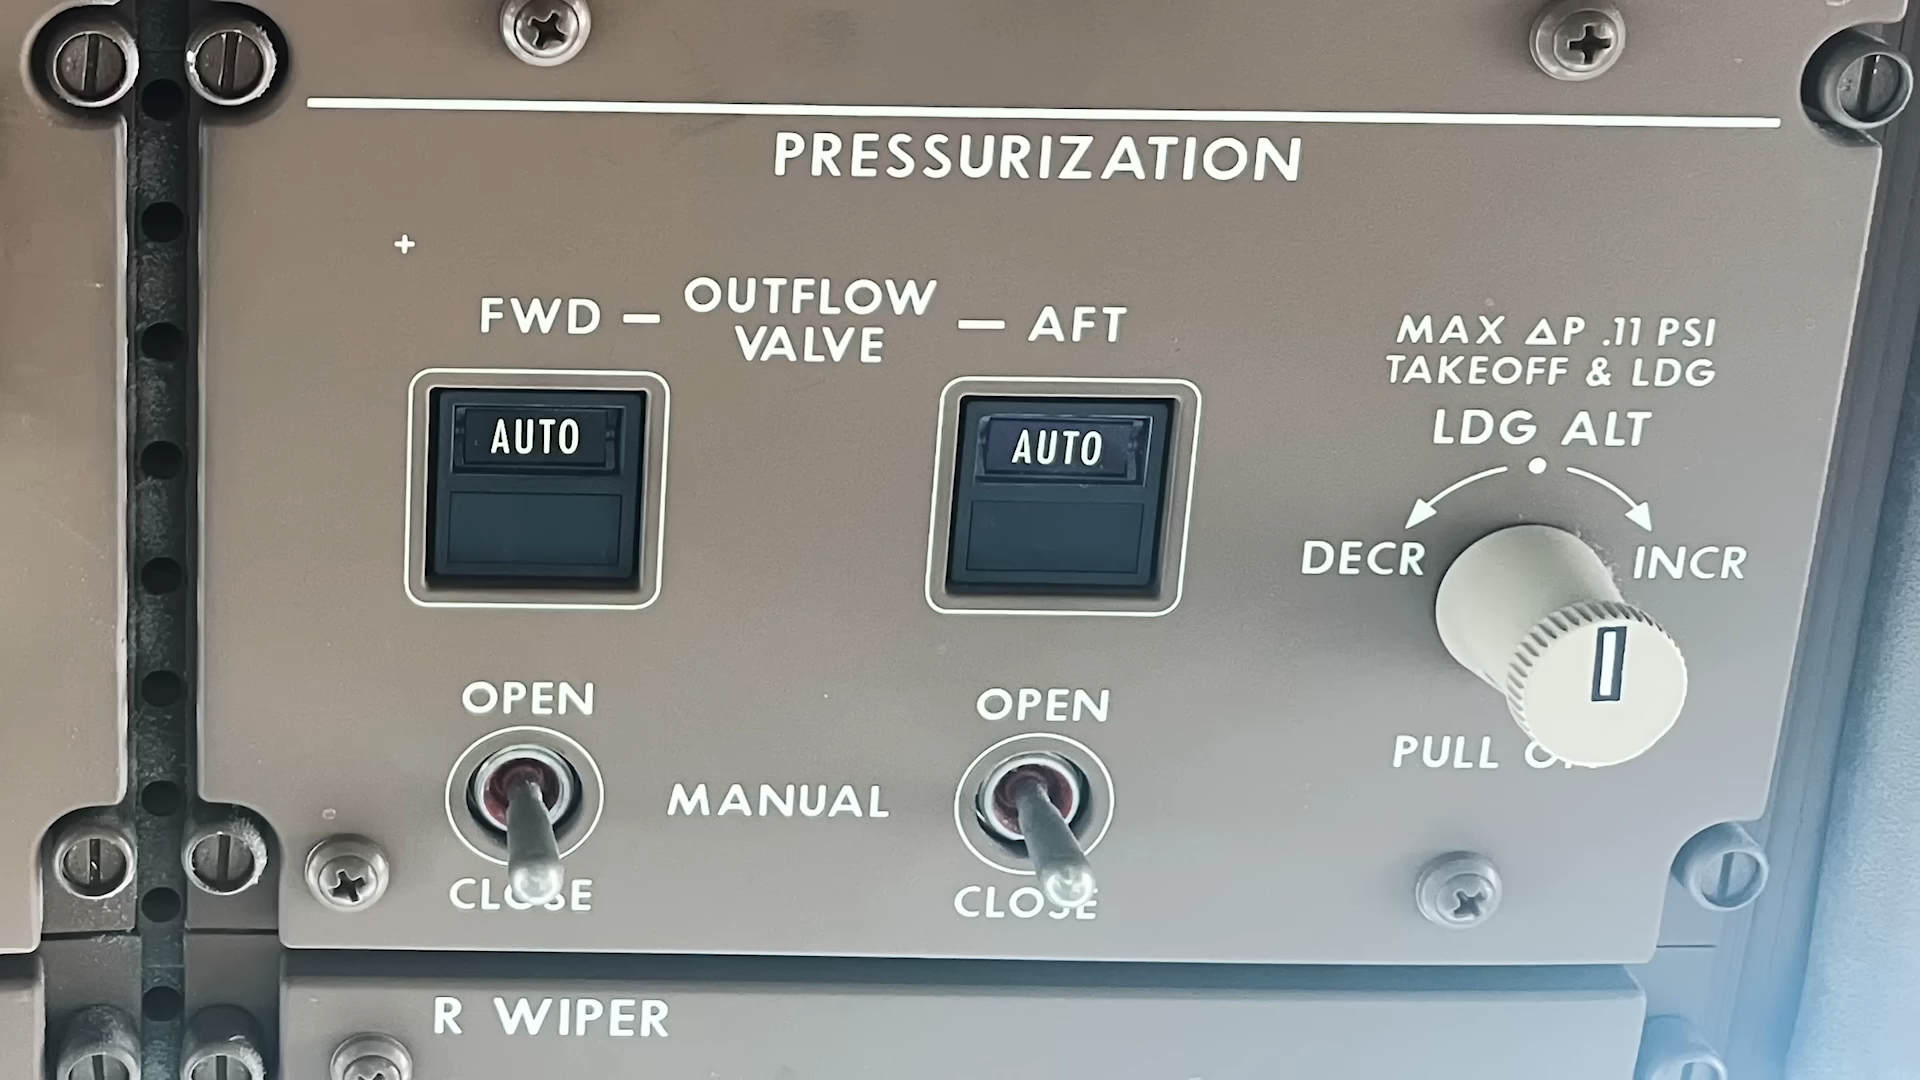 PRESSURIZATION
FWD — OUTFLOW VALVE — AFT
MAX ΔP .11 PSI
TAKEOFF & LDG
LDG ALT
AUTO
AUTO
DECR
INCR
PULL
OPEN
OPEN
MANUAL
CLOSE
CLOSE
R WIPER